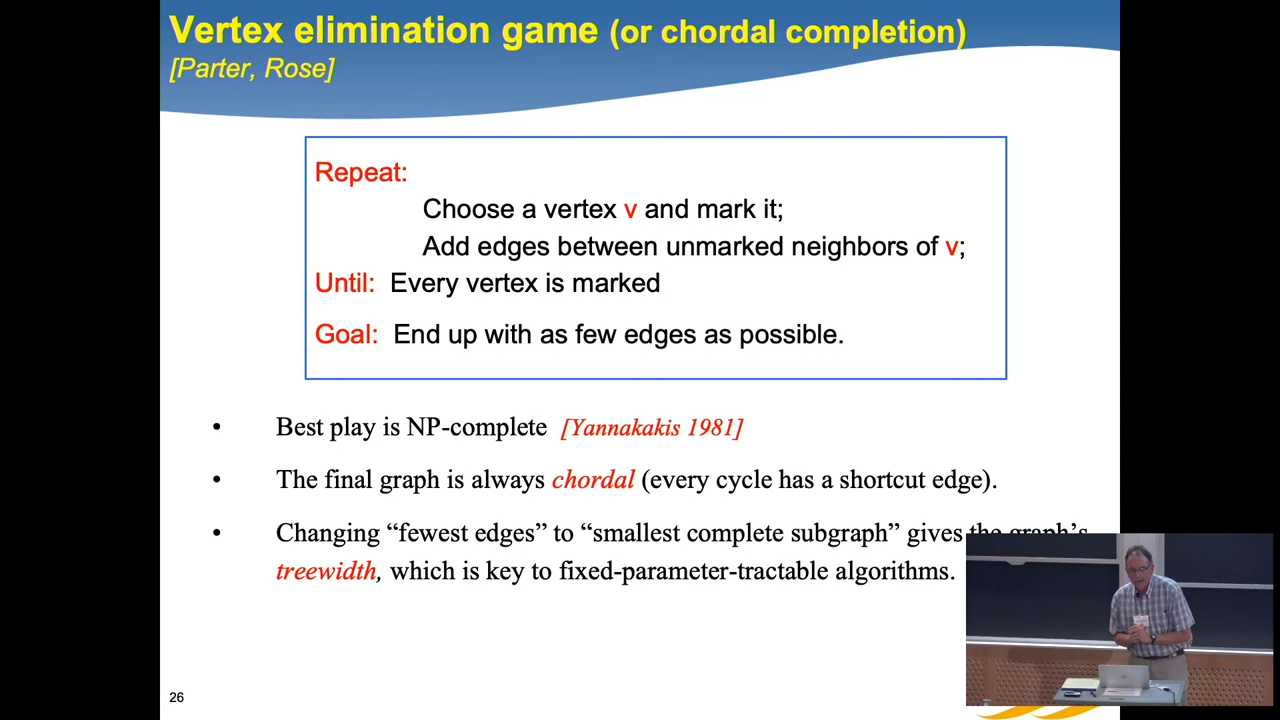 Vertex elimination game (or chordal completion)
[Parter, Rose]
Repeat:
Choose a vertex v and mark it;
Add edges between unmarked neighbors of v;
Until: Every vertex is marked
Goal: End up with as few edges as possible.
• Best play is NP-complete [Yannakakis 1981]
• The final graph is always chordal (every cycle has a shortcut edge).
• Changing “fewest edges” to “smallest complete subgraph” gives the graph’s
treewidth, which is key to fixed-parameter-tractable algorithms.
26